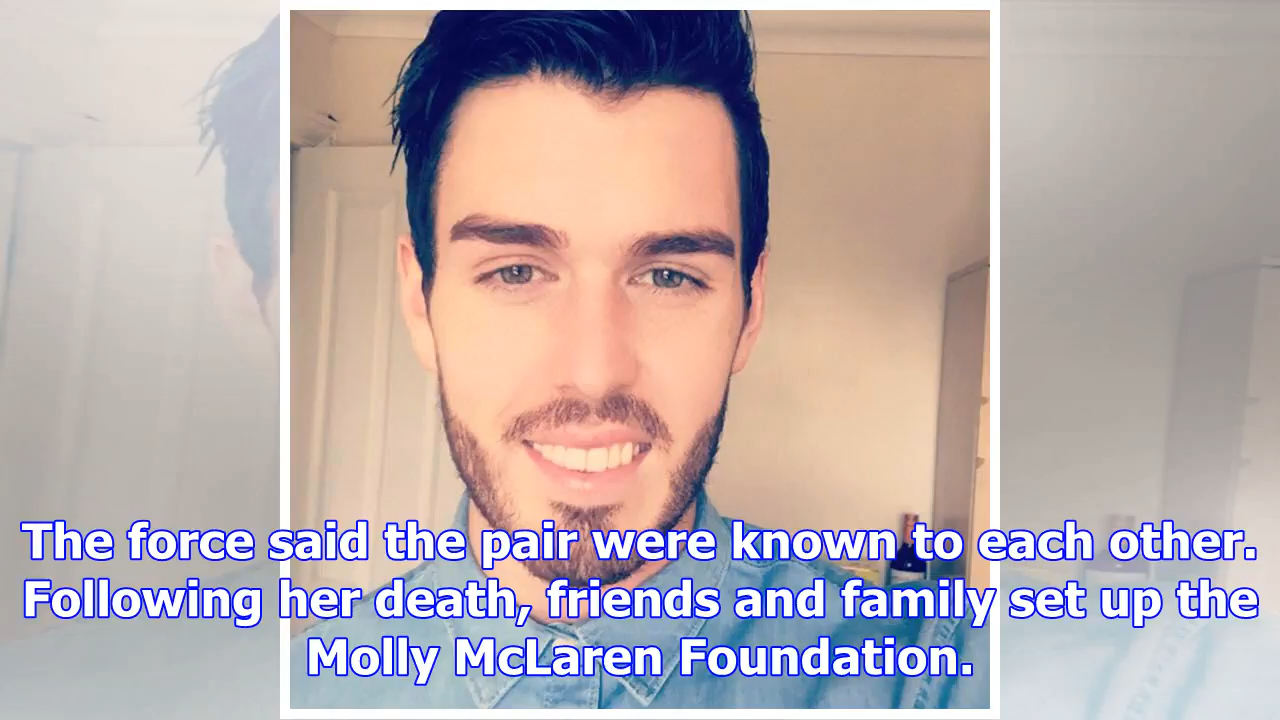 The force said the pair were known to each other.
Following her death, friends and family set up the
Molly McLaren Foundation.